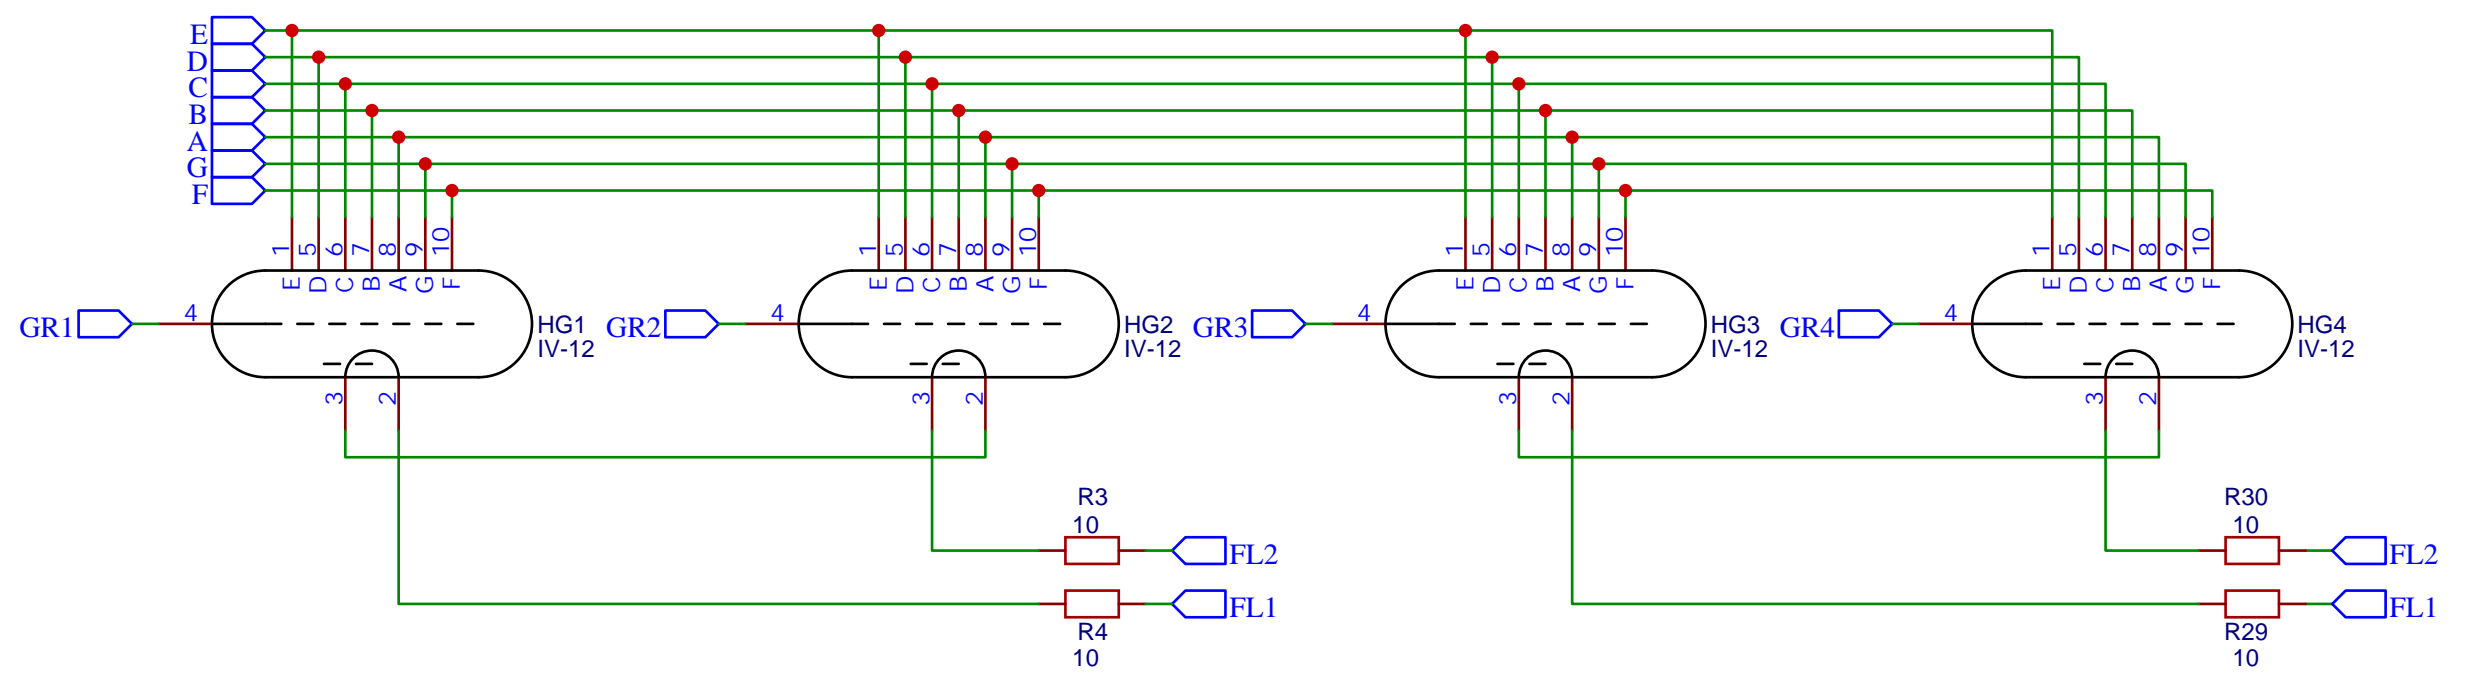 E
D
C
B
A
G
F
1 5 6 7 8 9 10
1 5 6 7 8 9 10
1 5 6 7 8 9 10
1 5 6 7 8 9 10
E D C B A G F
E D C B A G F
E D C B A G F
E D C B A G F
GR1
4
HG1
IV-12
GR2
4
HG2
IV-12
GR3
4
HG3
IV-12
GR4
4
HG4
IV-12
3 2
3 2
3 2
3 2
R3
10
FL2
FL1
R4
10
R30
10
FL2
FL1
R29
10